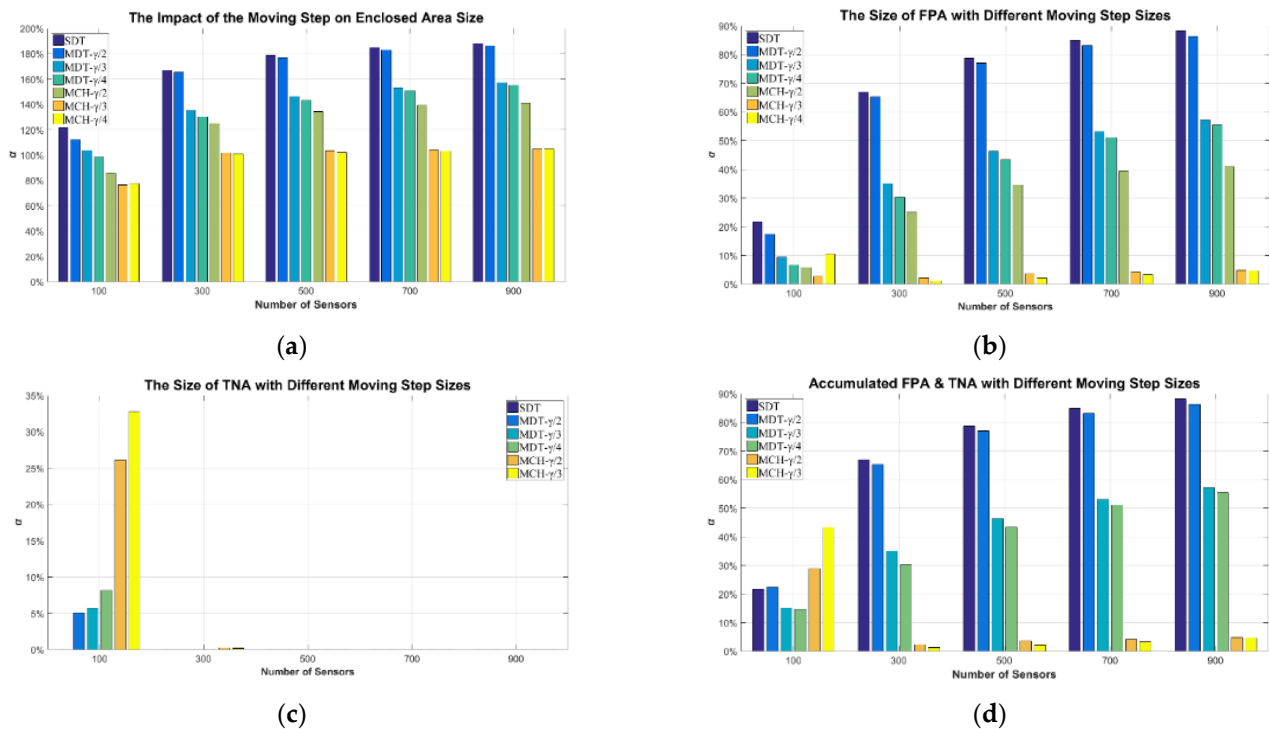 The Impact of the Moving Step on Enclosed Area Size
200%
180%
160%
140%
120%
100%
80%
60%
40%
20%
0%
α
SDT
MDT-γ/2
MDT-γ/3
MDT-γ/4
MCH-γ/2
MCH-γ/3
MCH-γ/4
100 300 500 700 900
Number of Sensors
(a)
The Size of FPA with Different Moving Step Sizes
90%
80%
70%
60%
50%
40%
30%
20%
10%
0%
α
SDT
MDT-γ/2
MDT-γ/3
MDT-γ/4
MCH-γ/2
MCH-γ/3
MCH-γ/4
100 300 500 700 900
Number of Sensors
(b)
The Size of TNA with Different Moving Step Sizes
35%
30%
25%
20%
15%
10%
5%
0%
α
SDT
MDT-γ/2
MDT-γ/3
MDT-γ/4
MCH-γ/2
MCH-γ/3
100 300 500 700 900
Number of Sensors
(c)
Accumulated FPA & TNA with Different Moving Step Sizes
90%
80%
70%
60%
50%
40%
30%
20%
10%
0%
α
SDT
MDT-γ/2
MDT-γ/3
MDT-γ/4
MCH-γ/2
MCH-γ/3
100 300 500 700 900
Number of Sensors
(d)